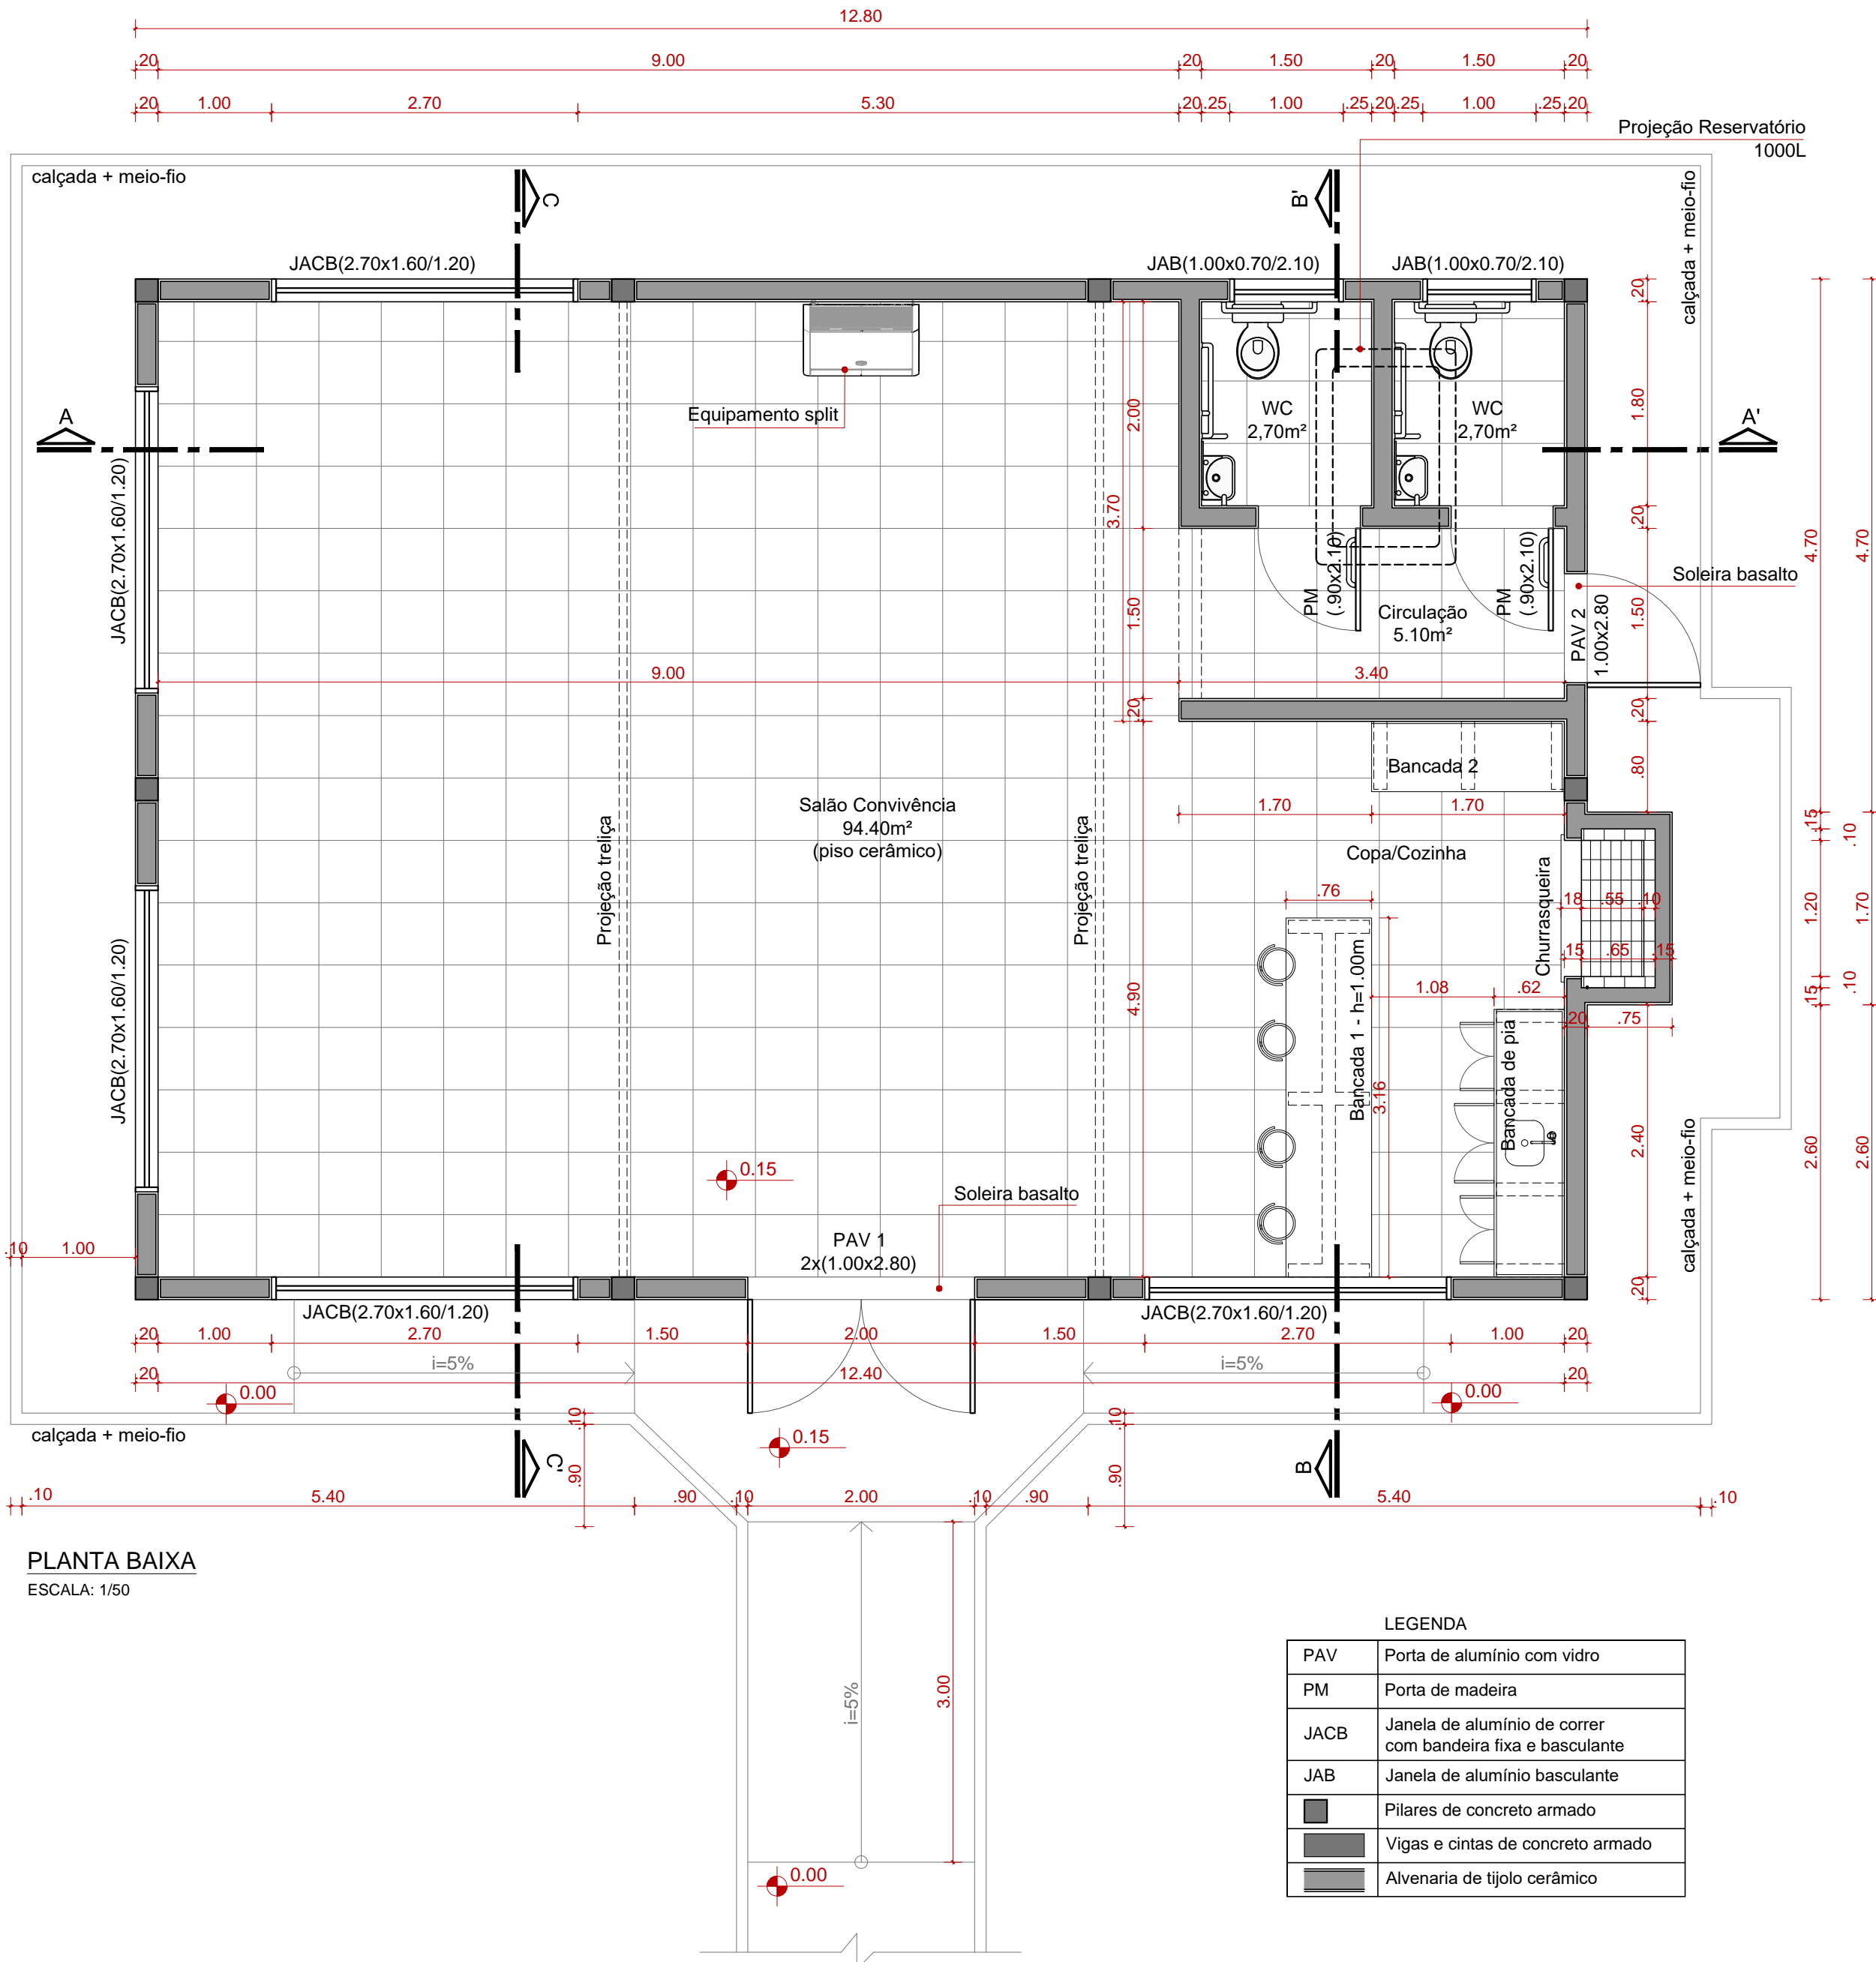 12.80
.20
9.00
.20
1.50
.20
1.50
.20
.20
1.00
2.70
5.30
.20
.25
1.00
.25
.20
.25
1.00
.25
.20
Projeção Reservatório
1000L
calçada + meio-fio
calçada + meio-fio
C
B'
JACB(2.70x1.60/1.20)
JAB(1.00x0.70/2.10)
JAB(1.00x0.70/2.10)
A
A'
Equipamento split
WC
2,70m²
WC
2,70m²
2.00
3.70
1.50
.20
4.90
.20
1.80
.20
1.50
.20
.80
4.70
4.70
JACB(2.70x1.60/1.20)
PM
(.90x2.10)
PM
(.90x2.10)
Circulação
5.10m²
Soleira basalto
PAV 2
1.00x2.80
9.00
3.40
Bancada 2
1.70
1.70
Salão Convivência
94.40m²
(piso cerâmico)
Projeção treliça
Projeção treliça
Copa/Cozinha
Churrasqueira
.76
.18
.55
.10
.15
.65
.15
.15
.10
1.20
1.70
.15
.10
1.08
.62
.20
.75
Bancada 1 - h=1.00m
3.16
Bancada de pia
2.40
2.60
2.60
.20
JACB(2.70x1.60/1.20)
calçada + meio-fio
0.15
Soleira basalto
PAV 1
2x(1.00x2.80)
.10
1.00
JACB(2.70x1.60/1.20)
JACB(2.70x1.60/1.20)
.20
1.00
2.70
1.50
2.00
1.50
2.70
1.00
.20
i=5%
i=5%
.20
12.40
.20
0.00
0.00
calçada + meio-fio
.10
.90
0.15
.10
.90
C'
B
.10
5.40
.90
.10
2.00
.10
.90
5.40
.10
PLANTA BAIXA
ESCALA: 1/50
i=5%
3.00
0.00
LEGENDA
PAV Porta de alumínio com vidro
PM Porta de madeira
JACB Janela de alumínio de correr
com bandeira fixa e basculante
JAB Janela de alumínio basculante
Pilares de concreto armado
Vigas e cintas de concreto armado
Alvenaria de tijolo cerâmico